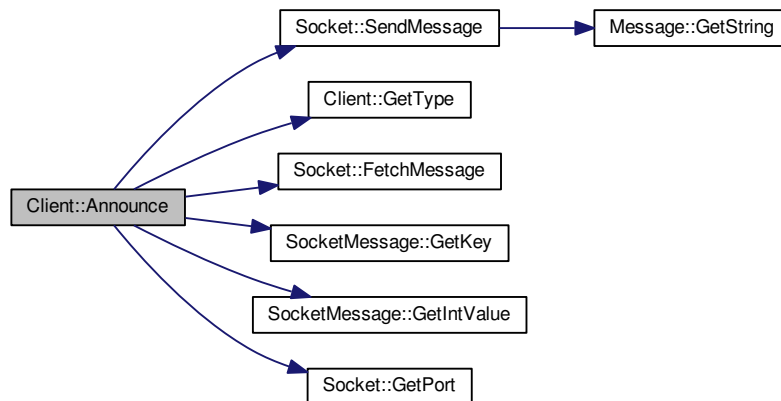 Socket::SendMessage
Message::GetString
Client::GetType
Socket::FetchMessage
Client::Announce
SocketMessage::GetKey
SocketMessage::GetIntValue
Socket::GetPort